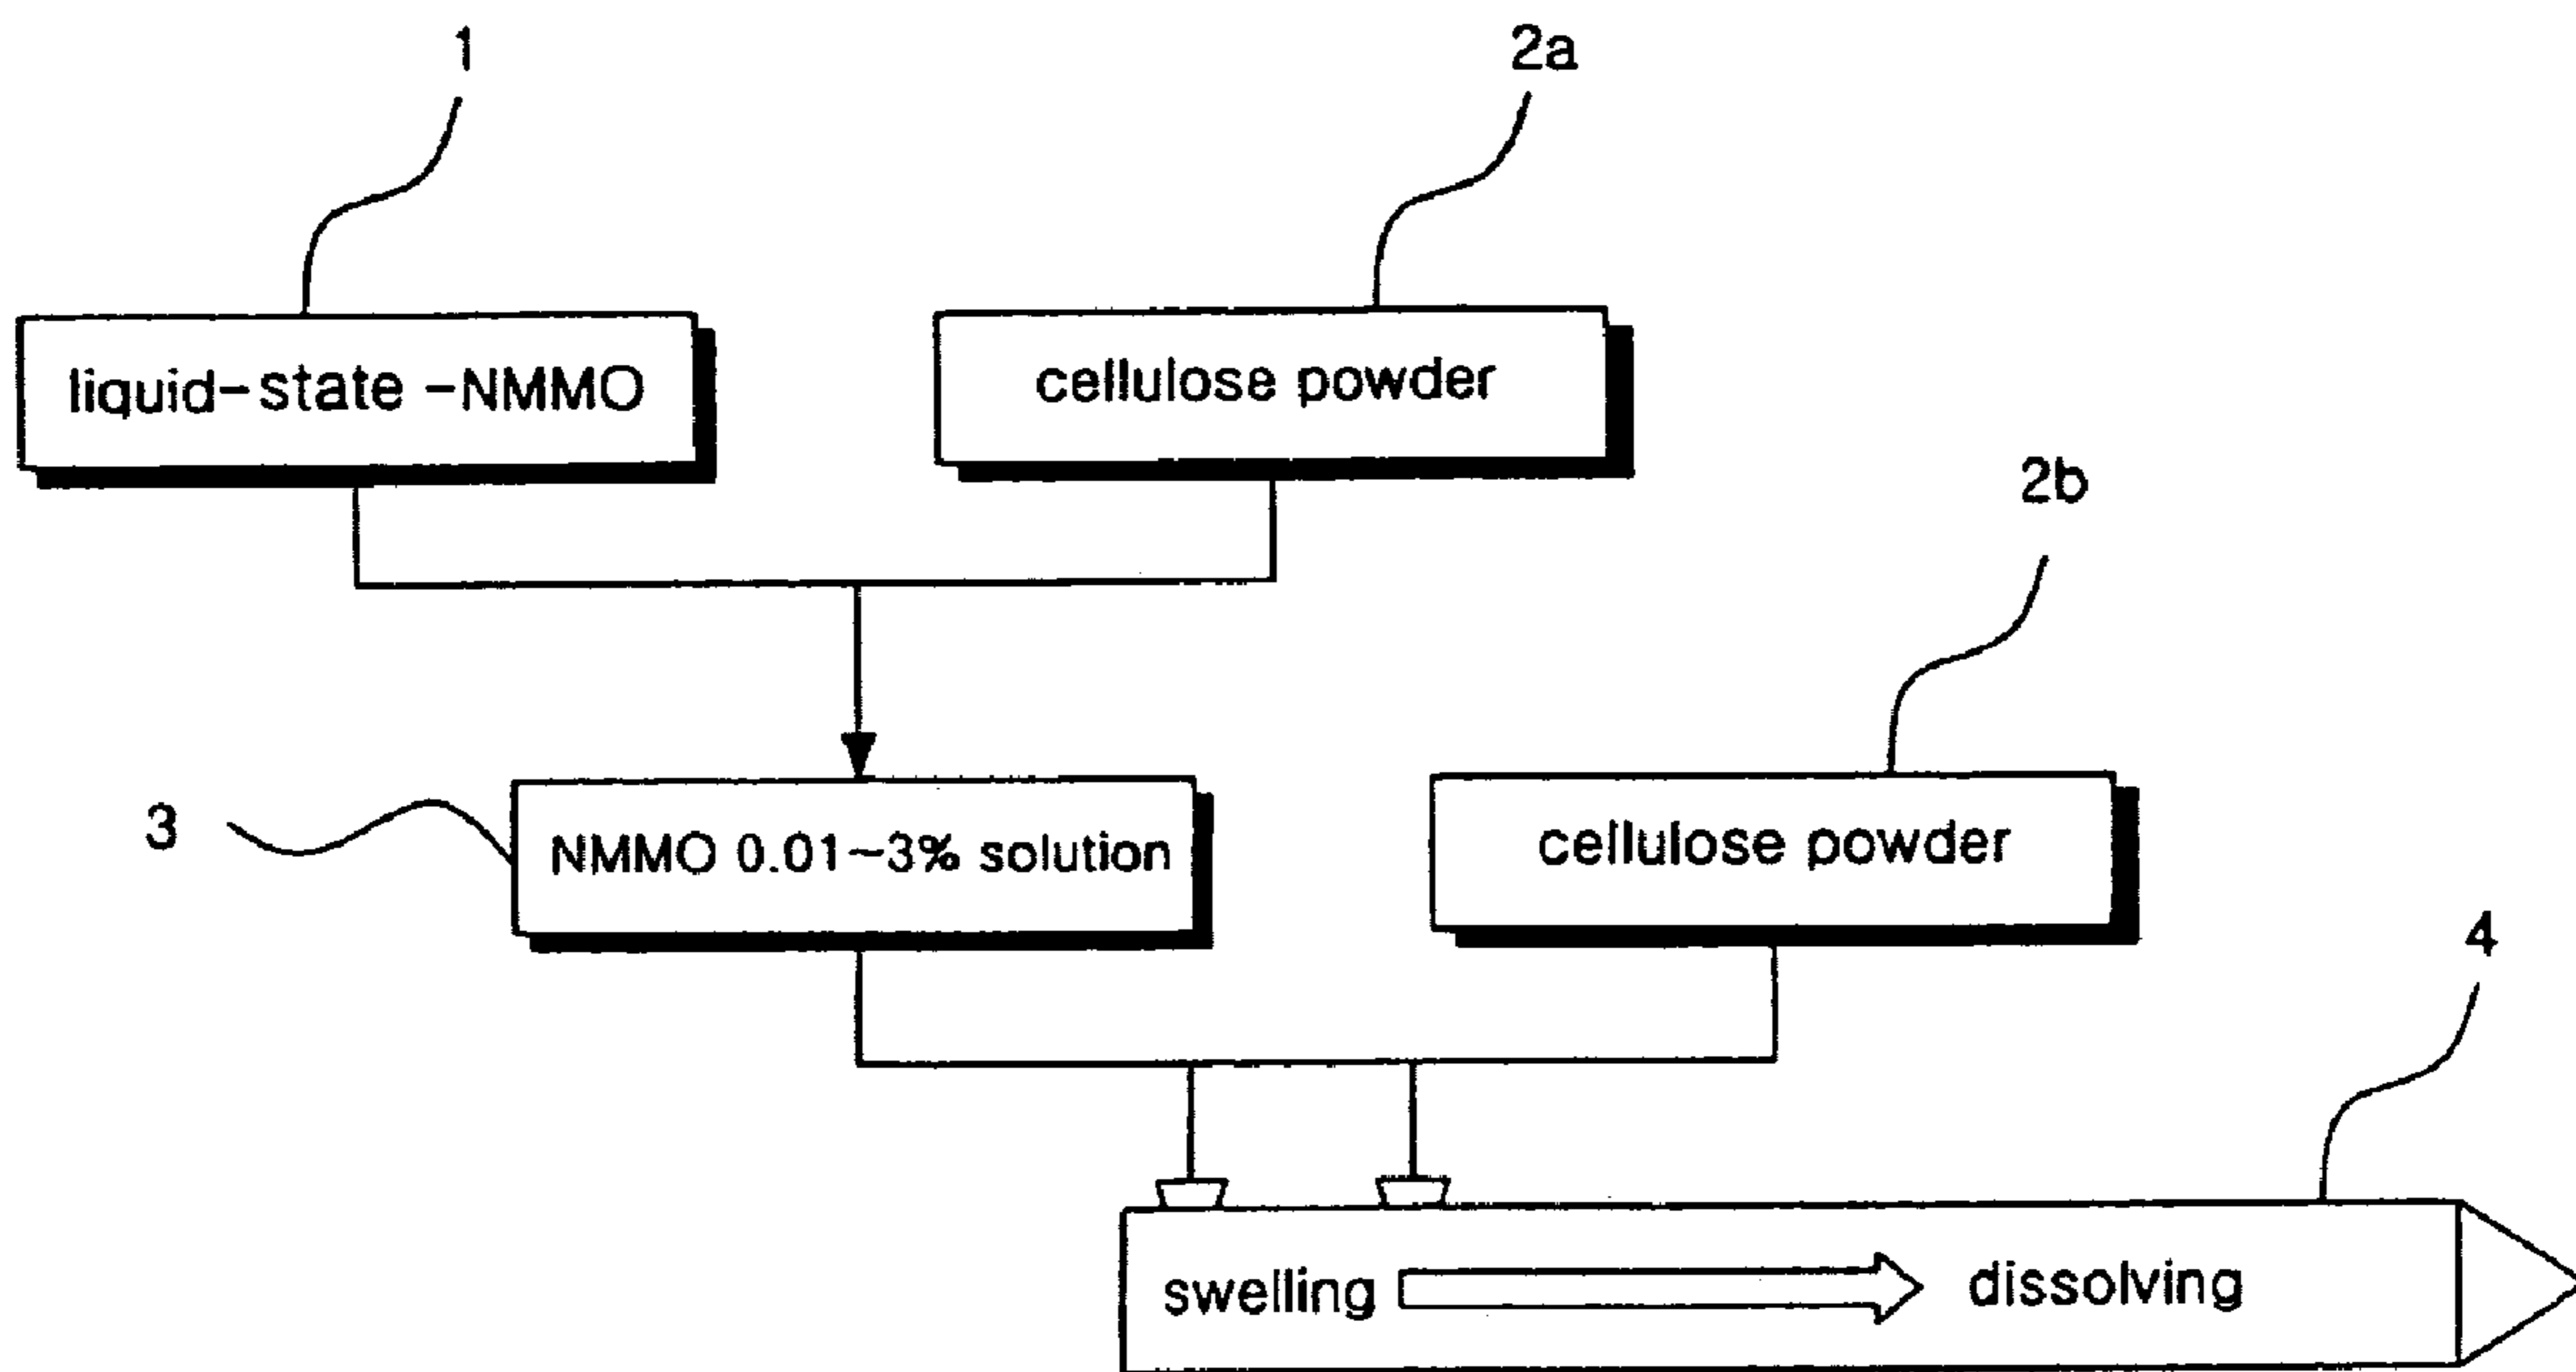 1
2a
liquid-state -NMMO
cellulose powder
2b
3
NMMO 0.01~3% solution
cellulose powder
4
swelling
dissolving